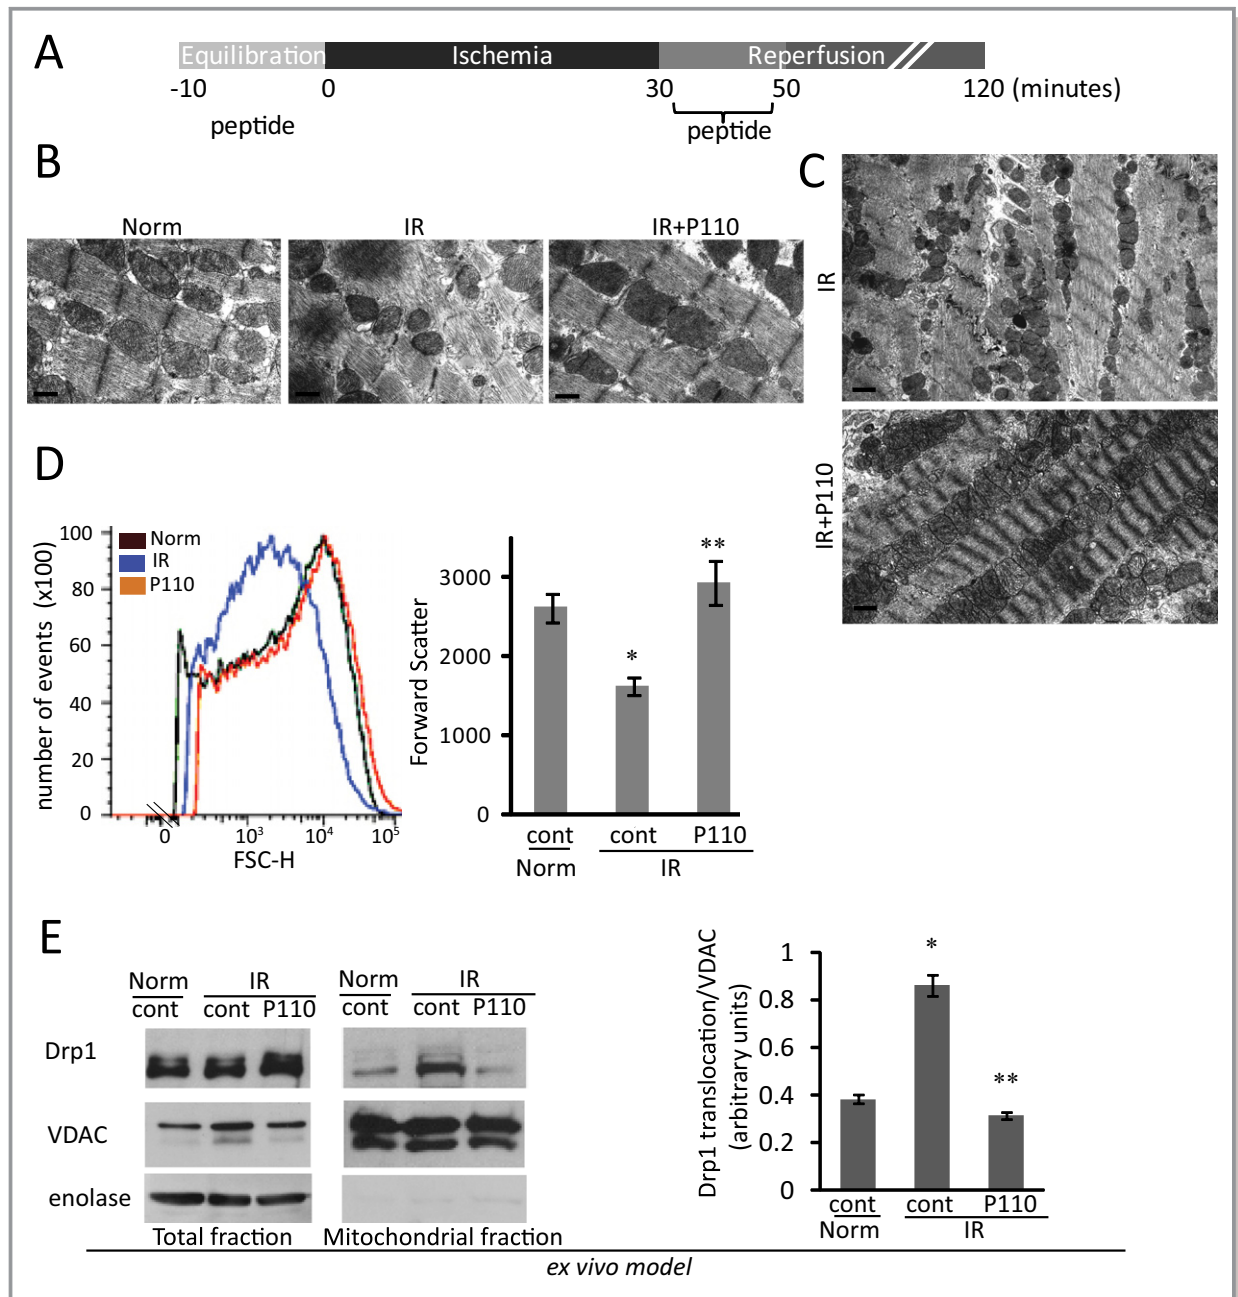 A
Equilibration Ischemia Reperfusion
-10 0 30 50 120 (minutes)
peptide peptide
B
Norm IR IR+P110
C
IR
IR+P110
D
number of events (x100)
100
80
60
40
20
0
Norm
IR
P110
0 10³ 10⁴ 10⁵
FSC-H
Forward Scatter
3000
2000
1000
0
*
**
cont cont P110
Norm IR
E
Norm IR Norm IR
cont cont P110 cont cont P110
Drp1
VDAC
enolase
Total fraction Mitochondrial fraction
Drp1 translocation/VDAC
(arbitrary units)
1
0.8
0.6
0.4
0.2
0
*
**
cont cont P110
Norm IR
ex vivo model